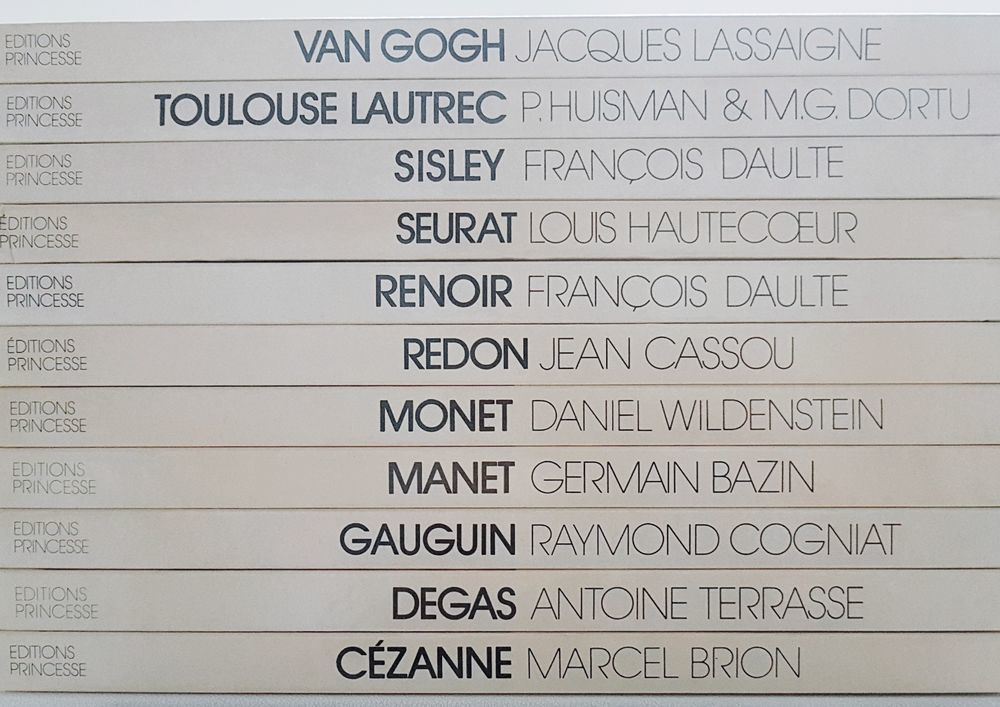 EDITIONS
PRINCESSE
VAN GOGH JACQUES LASSAIGNE
EDITIONS
PRINCESSE
TOULOUSE LAUTREC P. HUISMAN & M.G. DORTU
EDITIONS
PRINCESSE
SISLEY FRANÇOIS DAULTE
ÉDITIONS
PRINCESSE
SEURAT LOUIS HAUTECŒUR
EDITIONS
PRINCESSE
RENOIR FRANÇOIS DAULTE
ÉDITIONS
PRINCESSE
REDON JEAN CASSOU
EDITIONS
PRINCESSE
MONET DANIEL WILDENSTEIN
EDITIONS
PRINCESSE
MANET GERMAIN BAZIN
EDITIONS
PRINCESSE
GAUGUIN RAYMOND COGNIAT
EDITIONS
PRINCESSE
DEGAS ANTOINE TERRASSE
EDITIONS
PRINCESSE
CÉZANNE MARCEL BRION